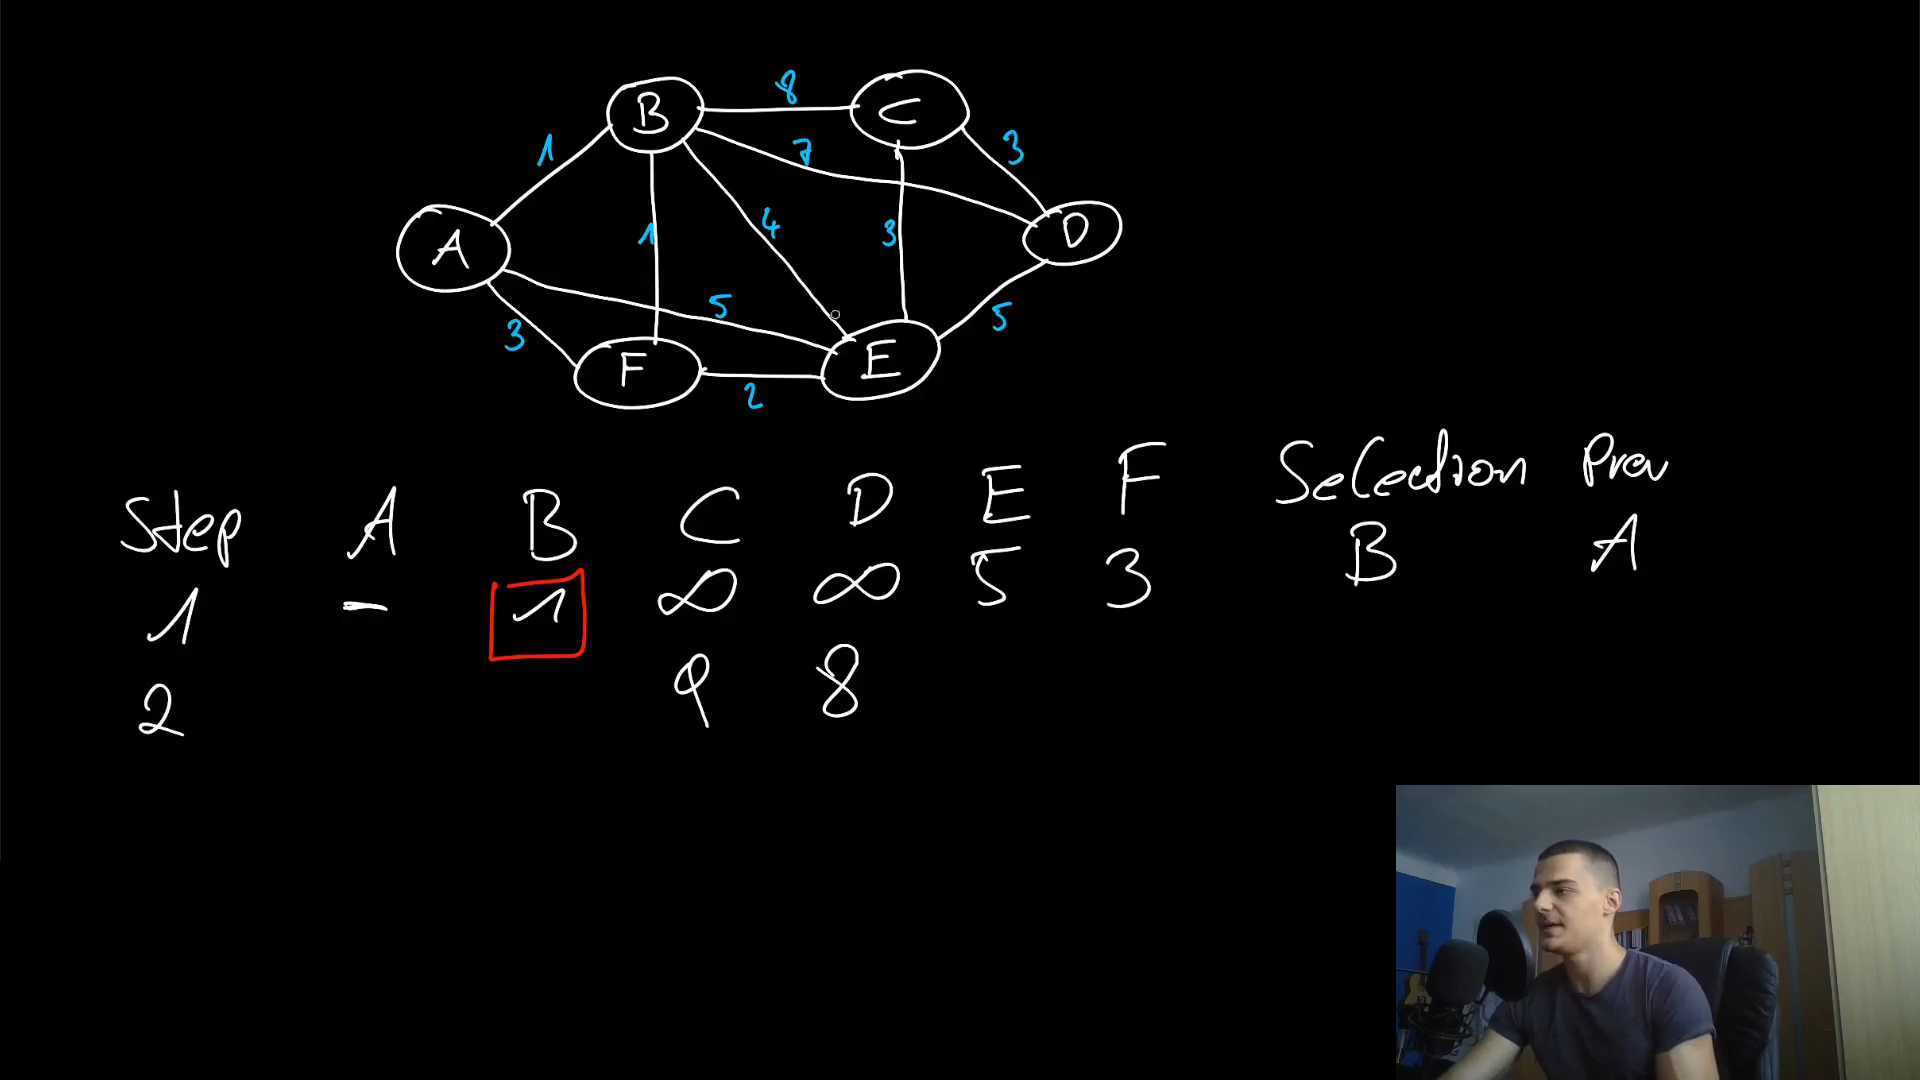 8
B
C
1
7
3
A
1
4
3
D
5
3
5
F
E
2
Step A B C D E F Selection Prev
1 - 1 ∞ ∞ 5 3 B A
2 9 8